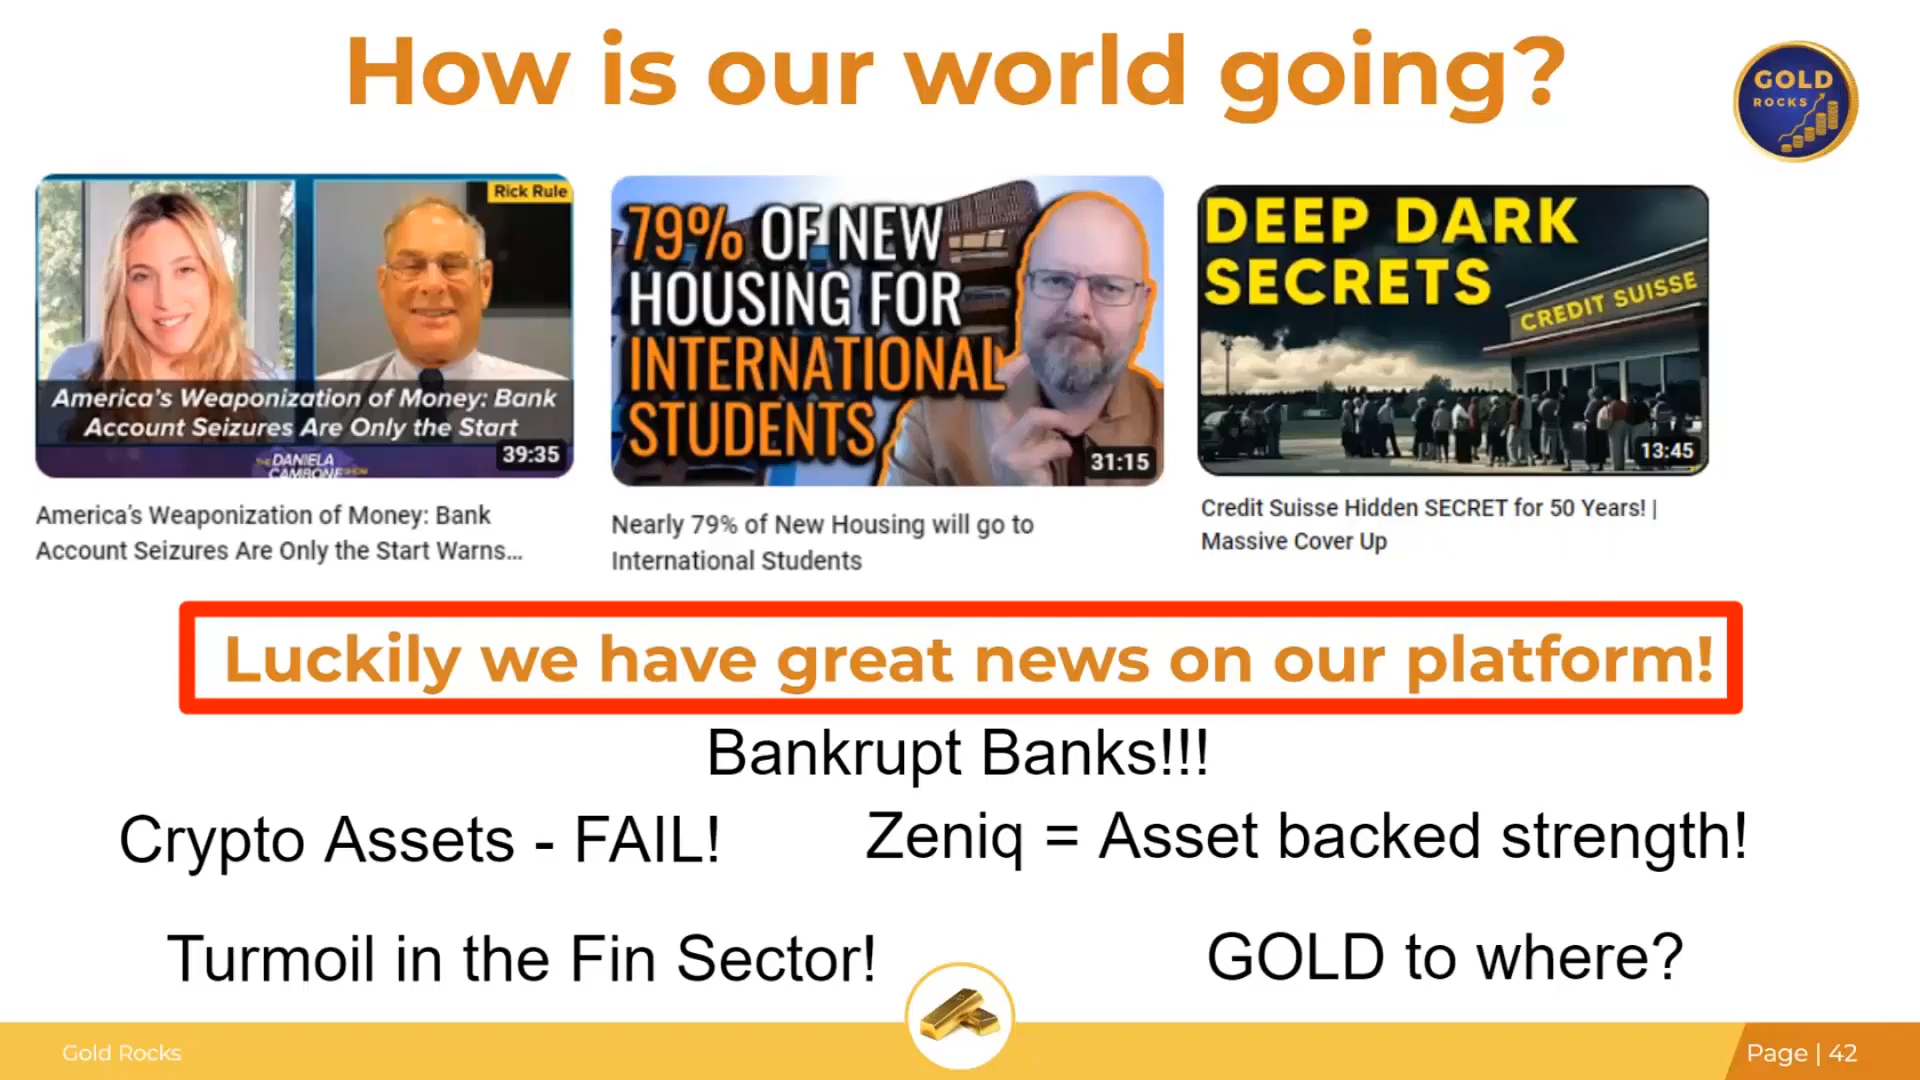 How is our world going?
GOLD
ROCKS
Rick Rule
America's Weaponization of Money: Bank
Account Seizures Are Only the Start
THE DANIELA
CAMBONE SHOW
39:35
79% OF NEW
HOUSING FOR
INTERNATIONAL
STUDENTS
31:15
DEEP DARK
SECRETS
CREDIT SUISSE
13:45
America's Weaponization of Money: Bank
Account Seizures Are Only the Start Warns...
Nearly 79% of New Housing will go to
International Students
Credit Suisse Hidden SECRET for 50 Years! |
Massive Cover Up
Luckily we have great news on our platform!
Bankrupt Banks!!!
Crypto Assets - FAIL!
Zeniq = Asset backed strength!
Turmoil in the Fin Sector!
GOLD to where?
Gold Rocks
Page | 42